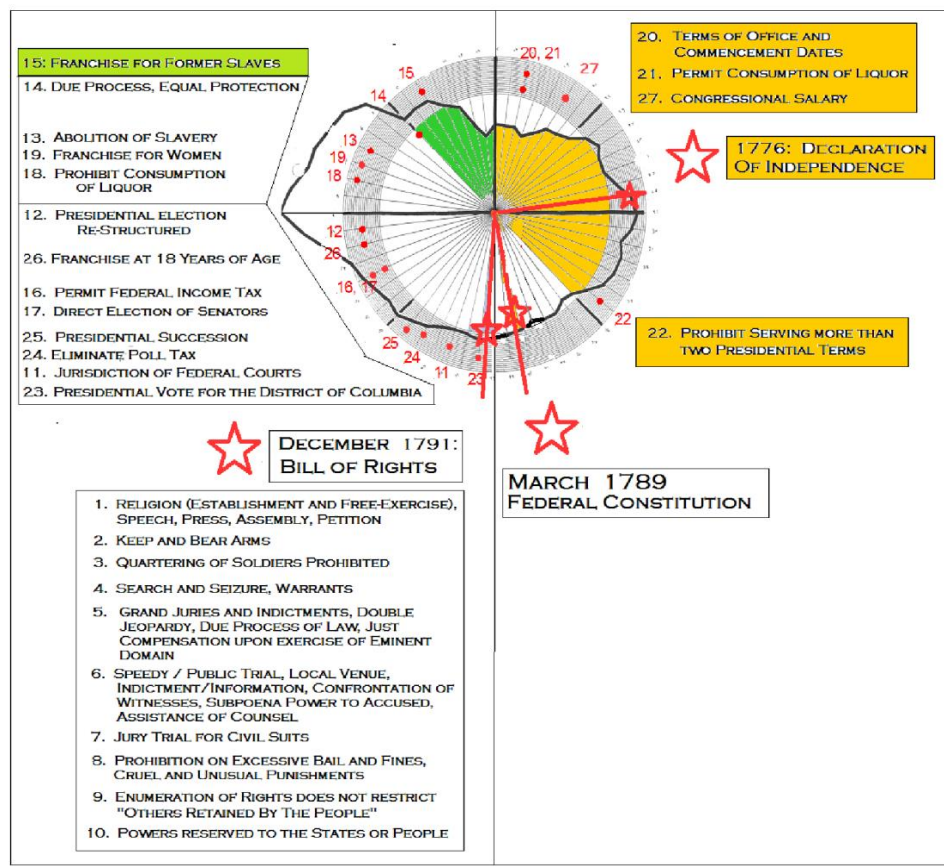 15: Franchise for Former Slaves
14. Due Process, Equal Protection
13. Abolition of Slavery
19. Franchise for Women
18. Prohibit Consumption
of Liquor
12. Presidential election
Re-Structured
26. Franchise at 18 Years of Age
16. Permit Federal Income Tax
17. Direct Election of Senators
25. Presidential Succession
24. Eliminate Poll Tax
11. Jurisdiction of Federal Courts
23. Presidential Vote for the District of Columbia
15
14
13
19
18
12
26
16, 17
25
24
11
23
20, 21
27
22
20. Terms of Office and
Commencement Dates
21. Permit Consumption of Liquor
27. Congressional Salary
1776: Declaration
Of Independence
22. Prohibit Serving more than
two Presidential Terms
December 1791:
Bill of Rights
March 1789
Federal Constitution
1. Religion (Establishment and Free-Exercise),
Speech, Press, Assembly, Petition
2. Keep and Bear Arms
3. Quartering of Soldiers Prohibited
4. Search and Seizure, Warrants
5. Grand Juries and Indictments, Double
Jeopardy, Due Process of Law, Just
Compensation upon exercise of Eminent
Domain
6. Speedy / Public Trial, Local Venue,
Indictment/Information, Confrontation of
Witnesses, Subpoena Power to Accused,
Assistance of Counsel
7. Jury Trial for Civil Suits
8. Prohibition on Excessive Bail and Fines,
Cruel and Unusual Punishments
9. Enumeration of Rights does not restrict
"Others Retained By The People"
10. Powers reserved to the States or People